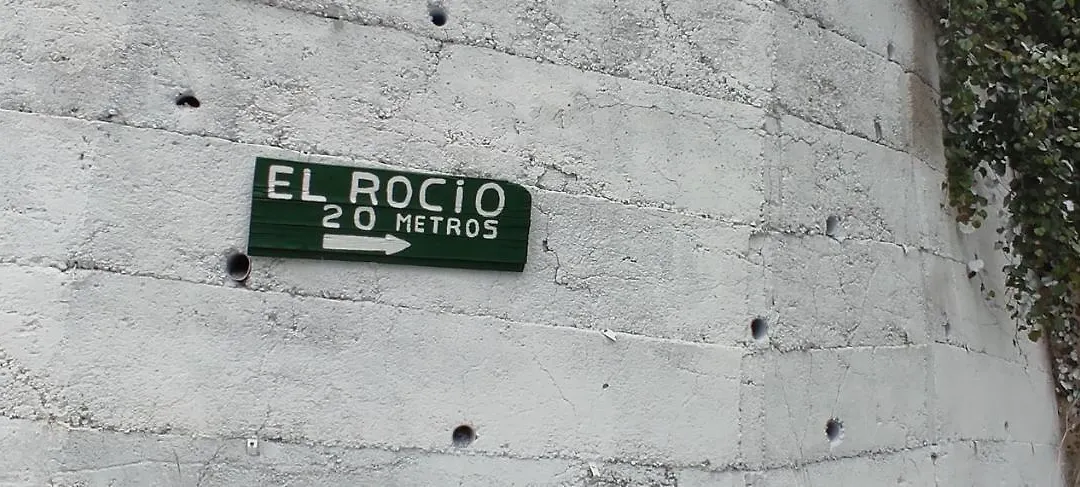 EL ROCiO
20 METROS